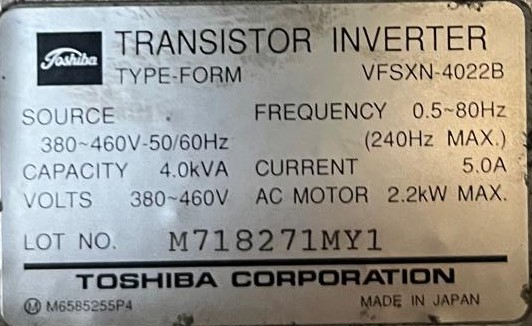 Toshiba TRANSISTOR INVERTER
TYPE-FORM VFSXN-4022B
SOURCE FREQUENCY 0.5~80Hz
380~460V-50/60Hz (240Hz MAX.)
CAPACITY 4.0kVA CURRENT 5.0A
VOLTS 380~460V AC MOTOR 2.2kW MAX.
LOT NO. M718271MY1
TOSHIBA CORPORATION
M M6585255P4 MADE IN JAPAN